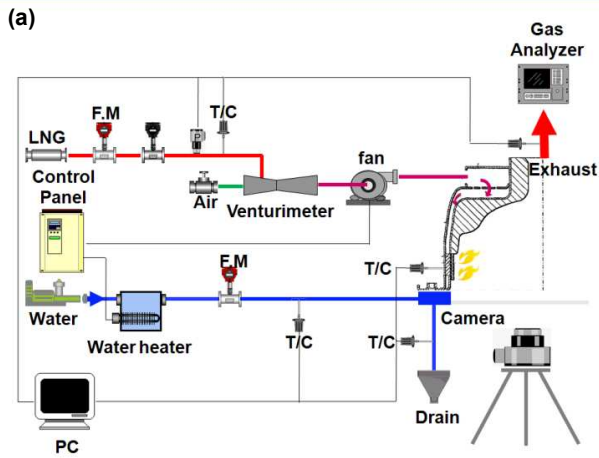 (a)
Gas
Analyzer
F.M
T/C
LNG
P
fan
Exhaust
Control
Panel
Air
Venturimeter
F.M
T/C
Water
Water heater
T/C
T/C
Camera
Drain
PC